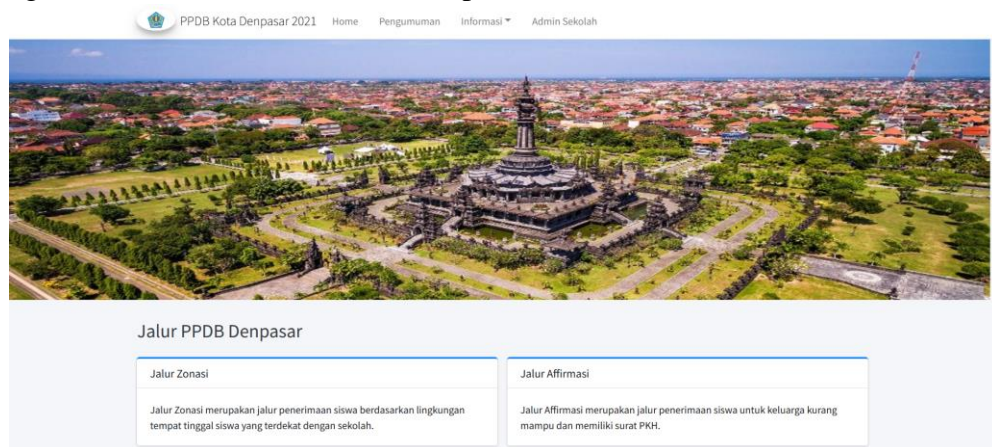 PPDB Kota Denpasar 2021 Home Pengumuman Informasi Admin Sekolah
Jalur PPDB Denpasar
Jalur Zonasi
Jalur Zonasi merupakan jalur penerimaan siswa berdasarkan lingkungan
tempat tinggal siswa yang terdekat dengan sekolah.
Jalur Affirmasi
Jalur Affirmasi merupakan jalur penerimaan siswa untuk keluarga kurang
mampu dan memiliki surat PKH.